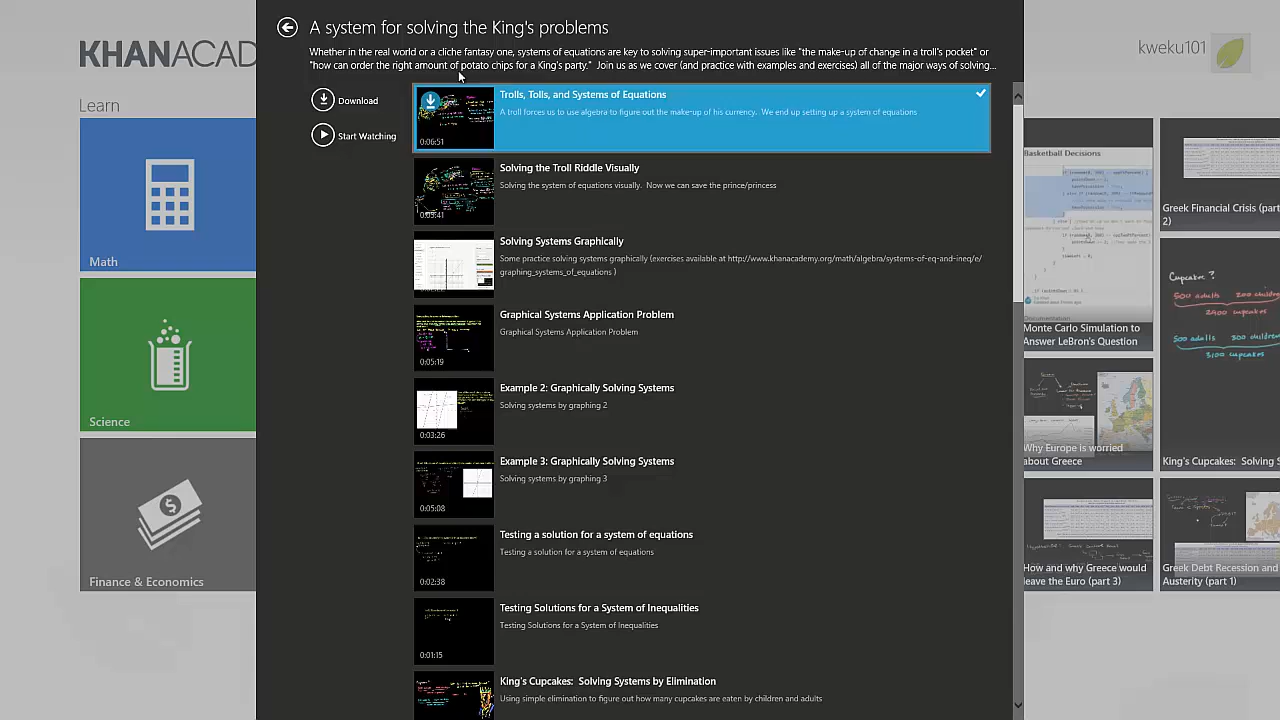 KHANACAD
kweku101
Learn
Math
Science
Finance & Economics
A system for solving the King's problems
Whether in the real world or a cliche fantasy one, systems of equations are key to solving super-important issues like "the make-up of change in a troll's pocket" or
"how can order the right amount of potato chips for a King's party." Join us as we cover (and practice with examples and exercises) all of the major ways of solving...
Download
Start Watching
Trolls, Tolls, and Systems of Equations
A troll forces us to use algebra to figure out the make-up of his currency. We end up setting up a system of equations
0:06:51
Solving the Troll Riddle Visually
Solving the system of equations visually. Now we can save the prince/princess
Solving Systems Graphically
Some practice solving systems graphically (exercises available at http://www.khanacademy.org/math/algebra/systems-of-eq-and-ineq/e/
graphing_systems_of_equations )
Graphical Systems Application Problem
Graphical Systems Application Problem
0:05:19
Example 2: Graphically Solving Systems
Solving systems by graphing 2
0:03:26
Example 3: Graphically Solving Systems
Solving systems by graphing 3
0:05:08
Testing a solution for a system of equations
Testing a solution for a system of equations
0:02:38
Testing Solutions for a System of Inequalities
Testing Solutions for a System of Inequalities
0:01:15
King's Cupcakes: Solving Systems by Elimination
Using simple elimination to figure out how many cupcakes are eaten by children and adults
Basketball Decisions
Documentation
Monte Carlo Simulation to
Answer LeBron's Question
Why Europe is worried
about Greece
How and why Greece would
leave the Euro (part 3)
Greek Financial Crisis (part
2)
Cupcakes?
500 adults 200 children
2900 cupcakes
500 adults 300 children
3100 cupcakes
King's Cupcakes: Solving S
Greek Debt Recession and
Austerity (part 1)